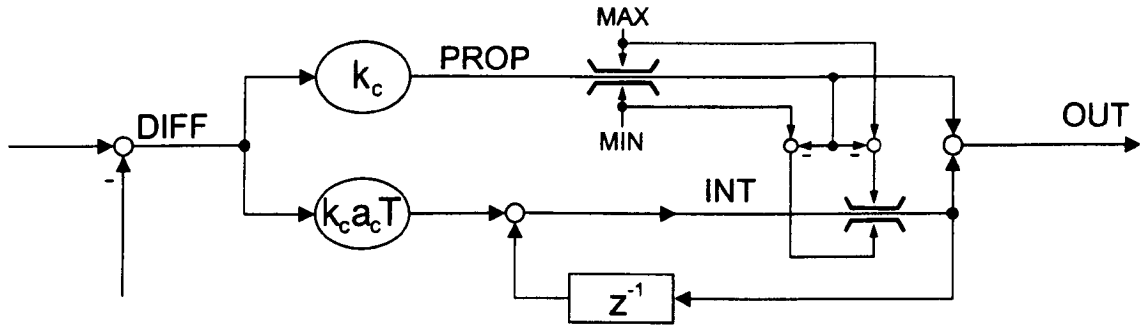 MAX
k_c
PROP
MIN
DIFF
OUT
-
-
-
k_c a_c T
INT
z^-1